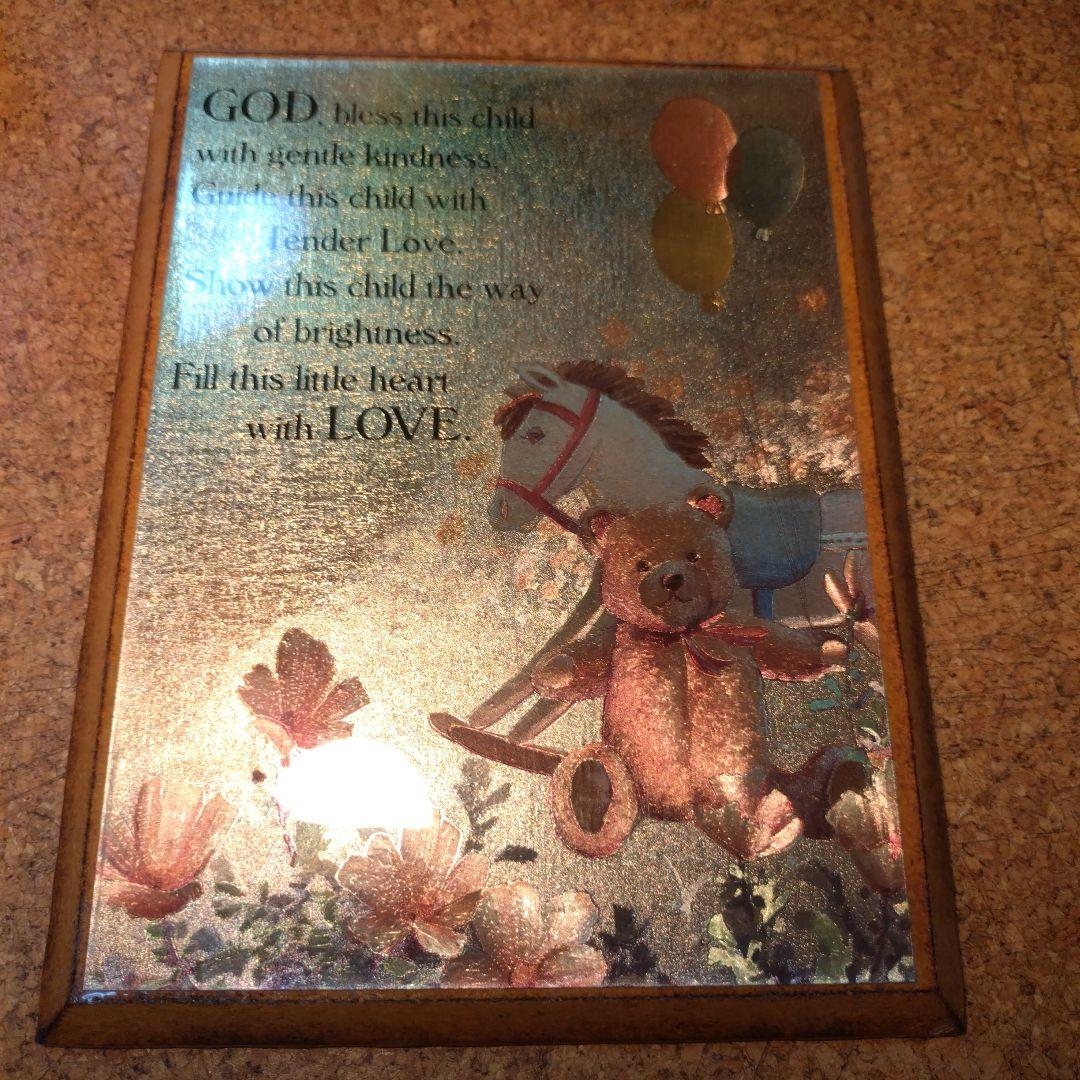 GOD, bless this child
with gentle kindness,
Guide this child with
Tender Love.
Show this child the way
of brightness.
Fill this little heart
with LOVE.